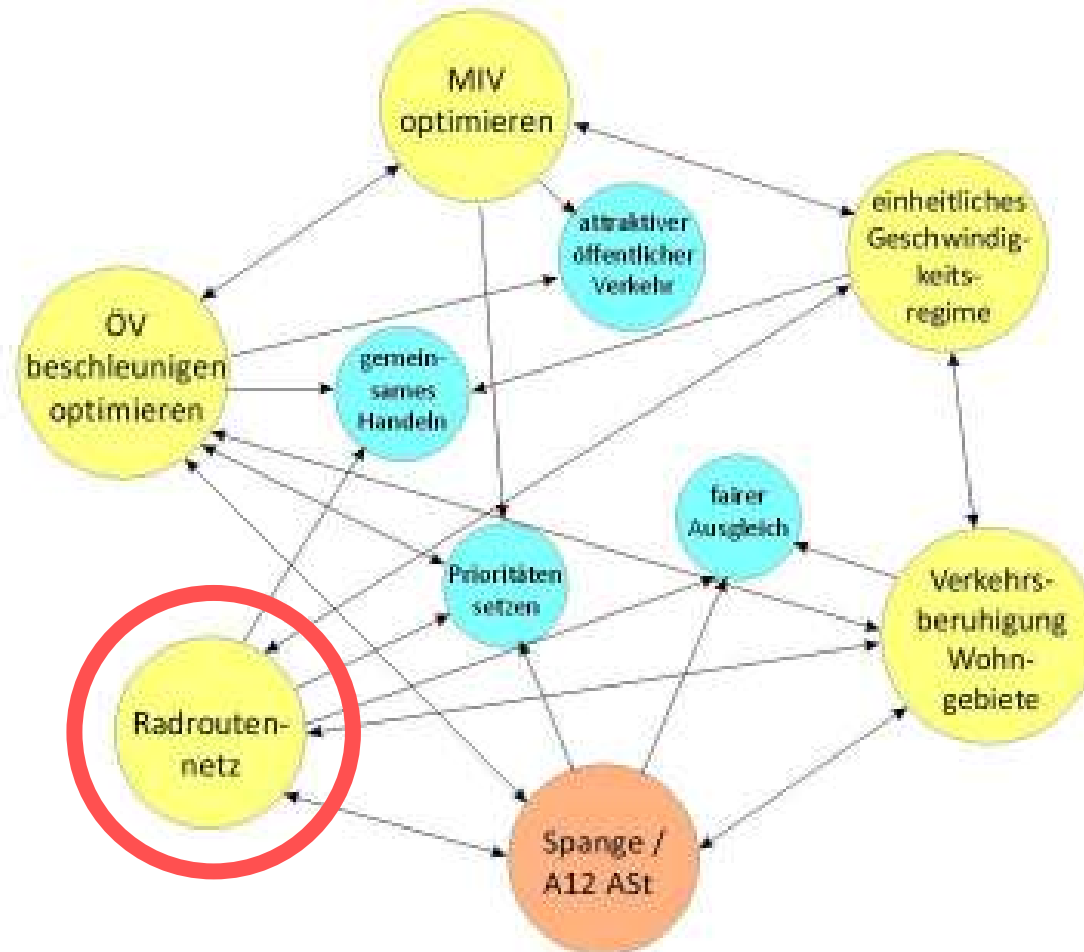 MIV
optimieren
einheitliches
Geschwindig-
keits-
regime
attraktiver
öffentlicher
Verkehr
ÖV
beschleunigen
optimieren
gemein-
sames
Handeln
fairer
Ausgleich
Prioritäten
setzen
Verkehrs-
beruhigung
Wohn-
gebiete
Radrouten-
netz
Spange /
A12 ASt